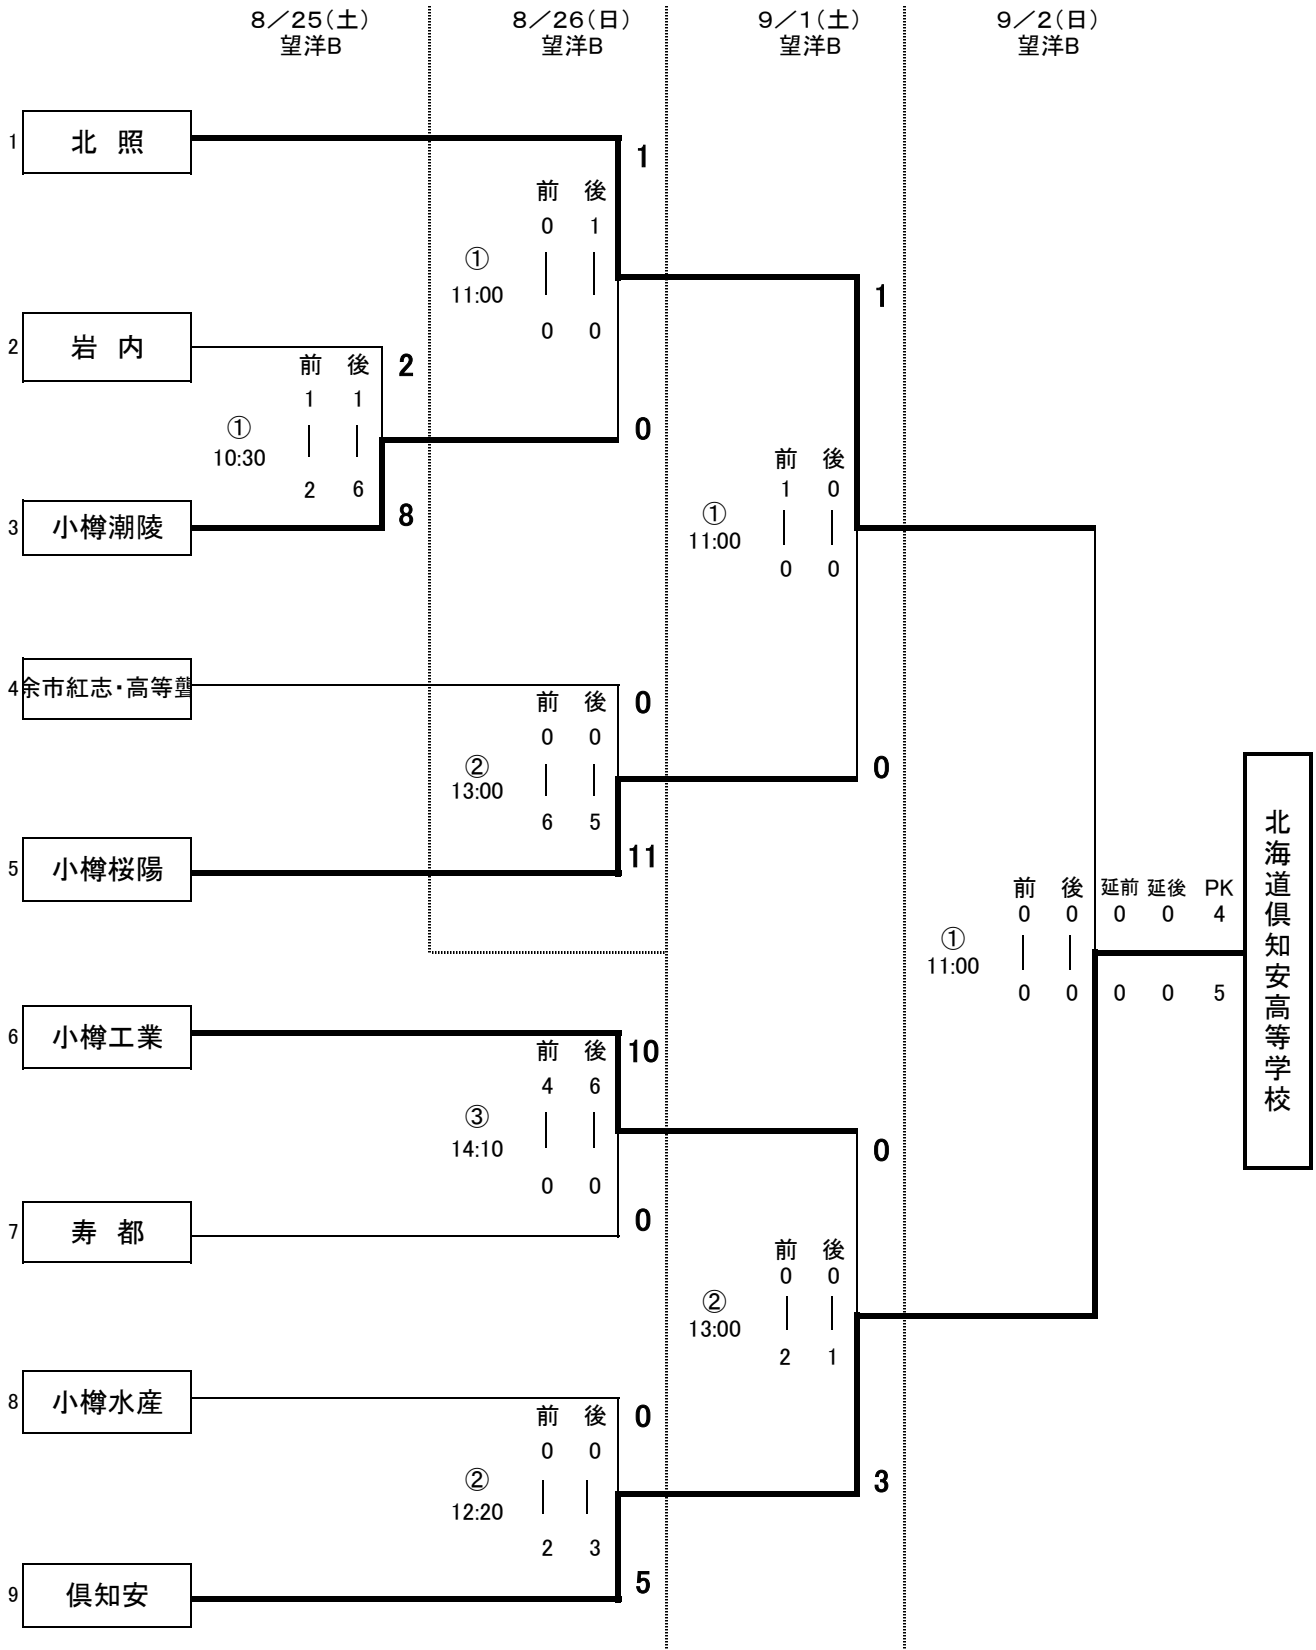 8／25(土)
望洋B
8／26(日)
望洋B
9／1(土)
望洋B
9／2(日)
望洋B
1 北 照
1
前 後
0 1
①
11:00
0 0
1
2 岩 内
前 後
2
1 1
①
10:30
2 6
0
3 小樽潮陵
8
前 後
1 0
①
11:00
0 0
4 余市紅志・高等聾
0
前 後
0 0
②
13:00
6 5
0
5 小樽桜陽
11
前 後 延前 延後 PK
0 0 0 0 4
①
11:00
0 0 0 0 5
北海道倶知安高等学校
6 小樽工業
10
前 後
4 6
③
14:10
0 0
0
7 寿 都
0
前 後
0 0
②
13:00
2 1
8 小樽水産
0
前 後
0 0
②
12:20
2 3
3
9 倶知安
5